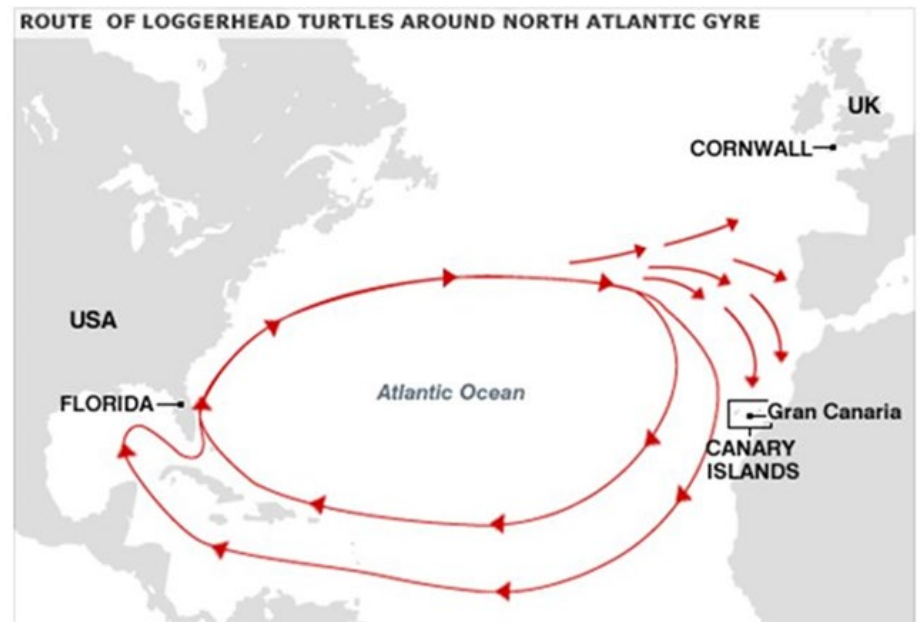 ROUTE OF LOGGERHEAD TURTLES AROUND NORTH ATLANTIC GYRE
UK
CORNWALL
USA
Atlantic Ocean
FLORIDA
Gran Canaria
CANARY
ISLANDS